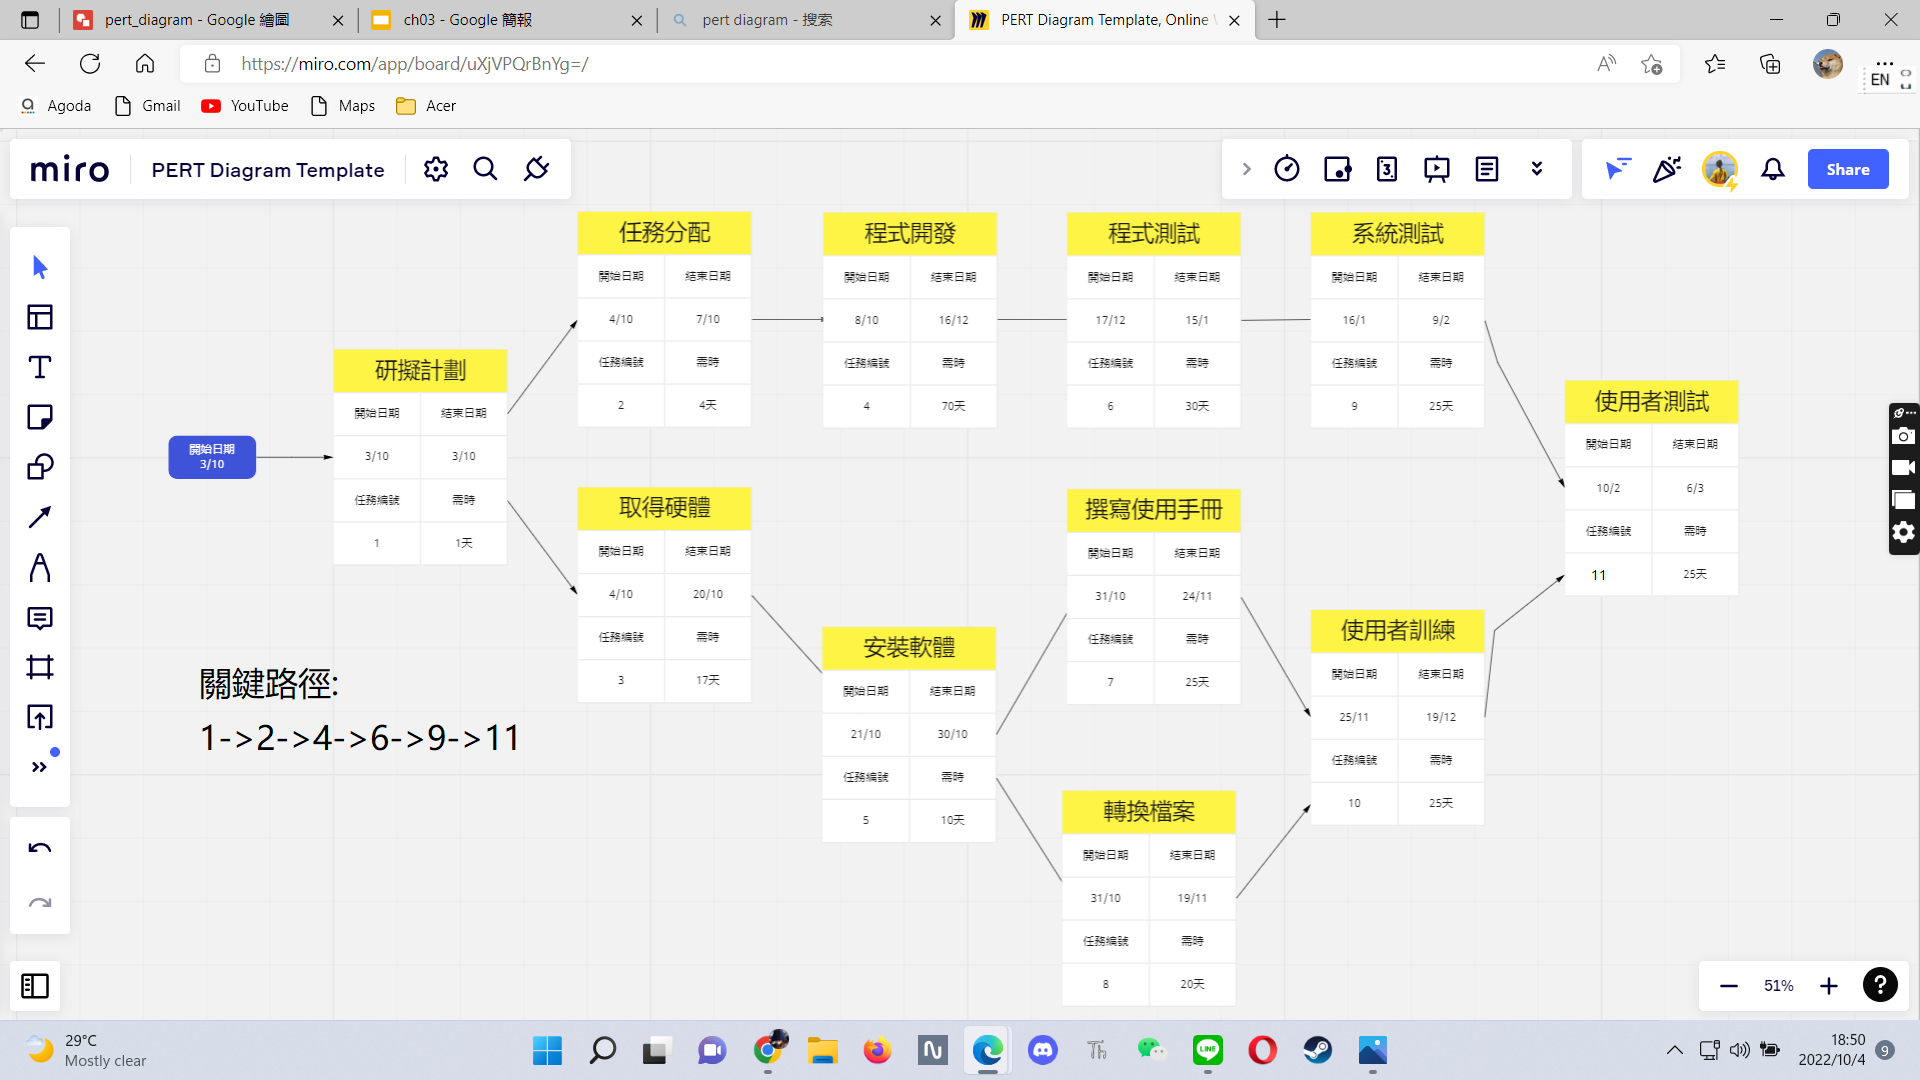 pert_diagram - Google 繪圖
ch03 - Google 簡報
pert diagram - 搜索
PERT Diagram Template, Online
https://miro.com/app/board/uXjVPQrBnYg=/
EN
Agoda
Gmail
YouTube
Maps
Acer
miro
PERT Diagram Template
Share
開始日期
3/10
研擬計劃
開始日期 結束日期
3/10 3/10
任務編號 需時
1 1天
任務分配
開始日期 結束日期
4/10 7/10
任務編號 需時
2 4天
程式開發
開始日期 結束日期
8/10 16/12
任務編號 需時
4 70天
程式測試
開始日期 結束日期
17/12 15/1
任務編號 需時
6 30天
系統測試
開始日期 結束日期
16/1 9/2
任務編號 需時
9 25天
使用者測試
開始日期 結束日期
10/2 6/3
任務編號 需時
11 25天
取得硬體
開始日期 結束日期
4/10 20/10
任務編號 需時
3 17天
安裝軟體
開始日期 結束日期
21/10 30/10
任務編號 需時
5 10天
撰寫使用手冊
開始日期 結束日期
31/10 24/11
任務編號 需時
7 25天
轉換檔案
開始日期 結束日期
31/10 19/11
任務編號 需時
8 20天
使用者訓練
開始日期 結束日期
25/11 19/12
任務編號 需時
10 25天
關鍵路徑:
1->2->4->6->9->11
51%
29°C
Mostly clear
LINE
18:50
2022/10/4
9